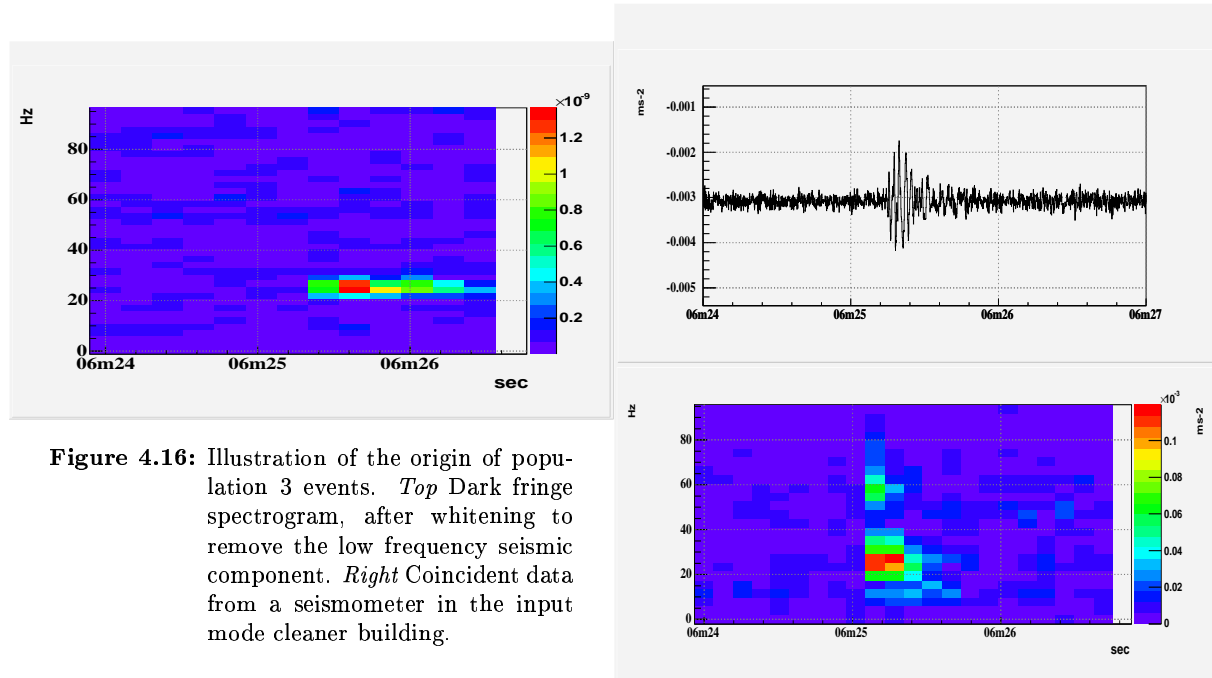 Hz
×10⁻⁹
80
60
40
20
0
1.2
1
0.8
0.6
0.4
0.2
06m24 06m25 06m26
sec
Figure 4.16: Illustration of the origin of popu-
lation 3 events. Top Dark fringe
spectrogram, after whitening to
remove the low frequency seismic
component. Right Coincident data
from a seismometer in the input
mode cleaner building.
ms-2
-0.001
-0.002
-0.003
-0.004
-0.005
06m24 06m25 06m26 06m27
Hz
×10⁻³
ms-2
80
60
40
20
0
0.1
0.08
0.06
0.04
0.02
0
06m24 06m25 06m26
sec